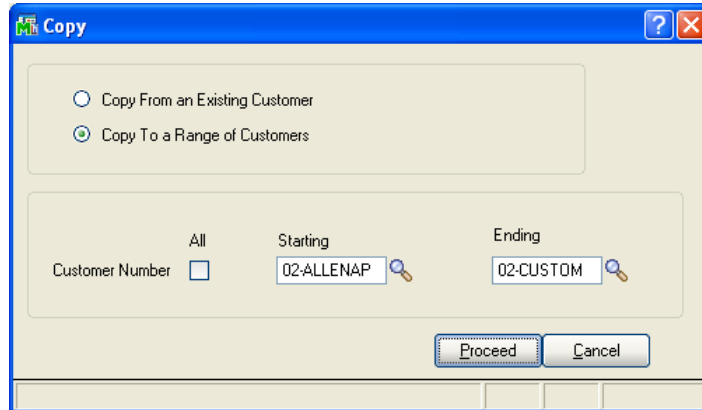 Copy
Copy From an Existing Customer
Copy To a Range of Customers
All Starting Ending
Customer Number 02-ALLENAP 02-CUSTOM
Proceed Cancel